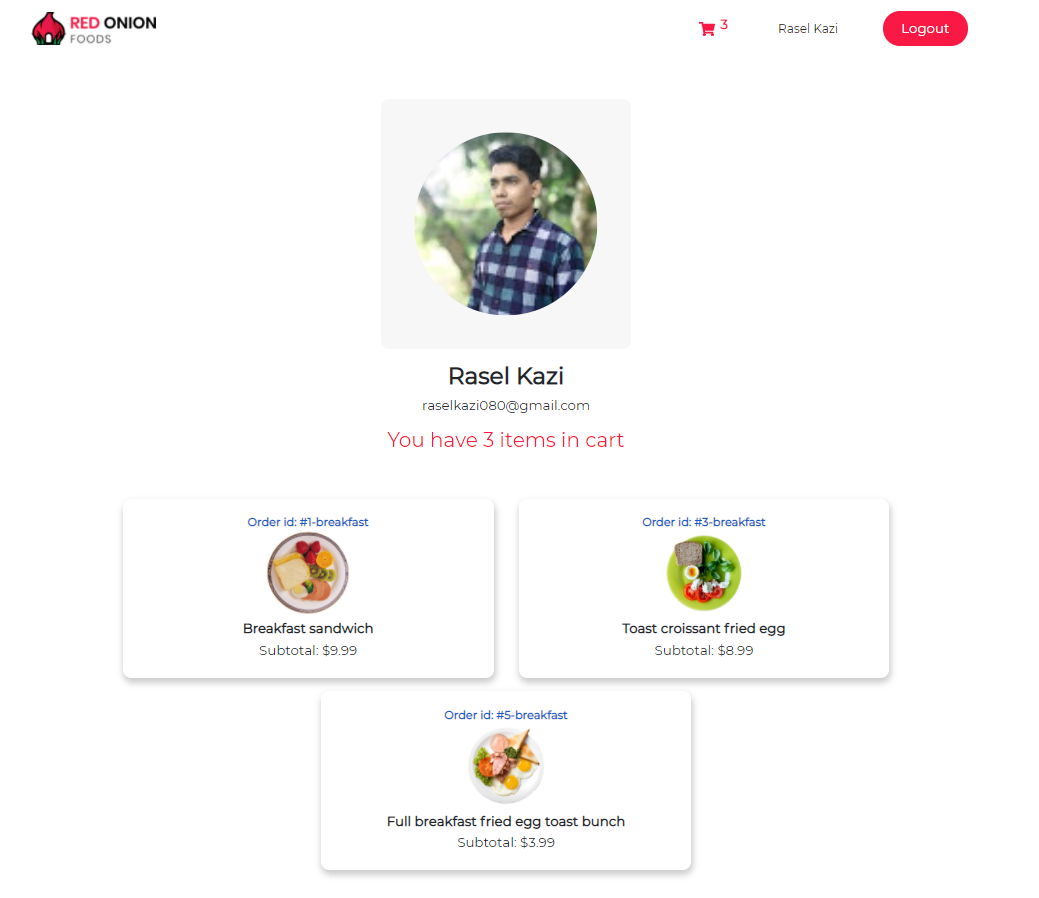 RED ONION
FOODS
3
Rasel Kazi
Logout
Rasel Kazi
raselkazi080@gmail.com
You have 3 items in cart
Order id: #1-breakfast
Breakfast sandwich
Subtotal: $9.99
Order id: #3-breakfast
Toast croissant fried egg
Subtotal: $8.99
Order id: #5-breakfast
Full breakfast fried egg toast bunch
Subtotal: $3.99